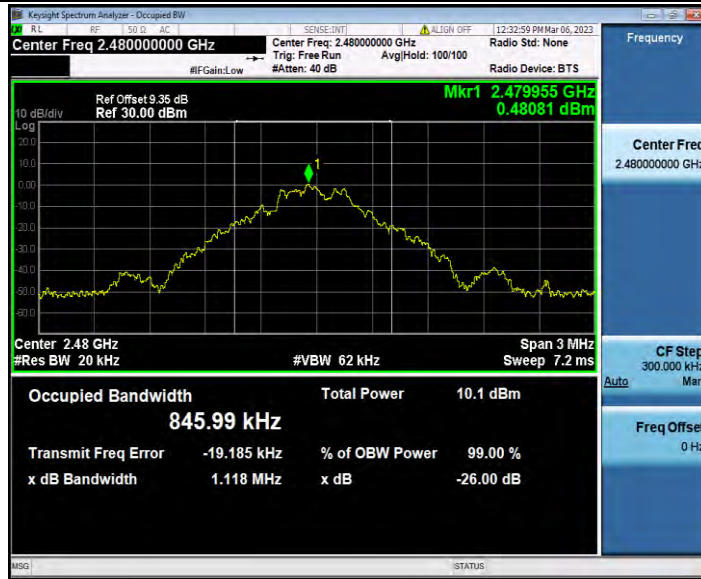 Keysight Spectrum Analyzer - Occupied BW
RL RF 50 Ω AC SENSE:INT ALIGN OFF 12:32:59 PM Mar 06, 2023
Center Freq 2.480000000 GHz
Center Freq: 2.480000000 GHz
Radio Std: None
Trig: Free Run Avg|Hold: 100/100
#IFGain:Low
#Atten: 40 dB
Radio Device: BTS
Frequency
Ref Offset 9.35 dB
10 dB/div Ref 30.00 dBm
Mkr1 2.479955 GHz
0.48081 dBm
Log
20.0
10.0
0.00
-10.0
-20.0
-30.0
-40.0
-50.0
-60.0
1
Center 2.48 GHz Span 3 MHz
#Res BW 20 kHz #VBW 62 kHz Sweep 7.2 ms
Center Freq
2.480000000 GHz
CF Step
300.000 kHz
Auto Man
Freq Offset
0 Hz
Occupied Bandwidth Total Power 10.1 dBm
845.99 kHz
Transmit Freq Error -19.185 kHz % of OBW Power 99.00 %
x dB Bandwidth 1.118 MHz x dB -26.00 dB
MSG STATUS